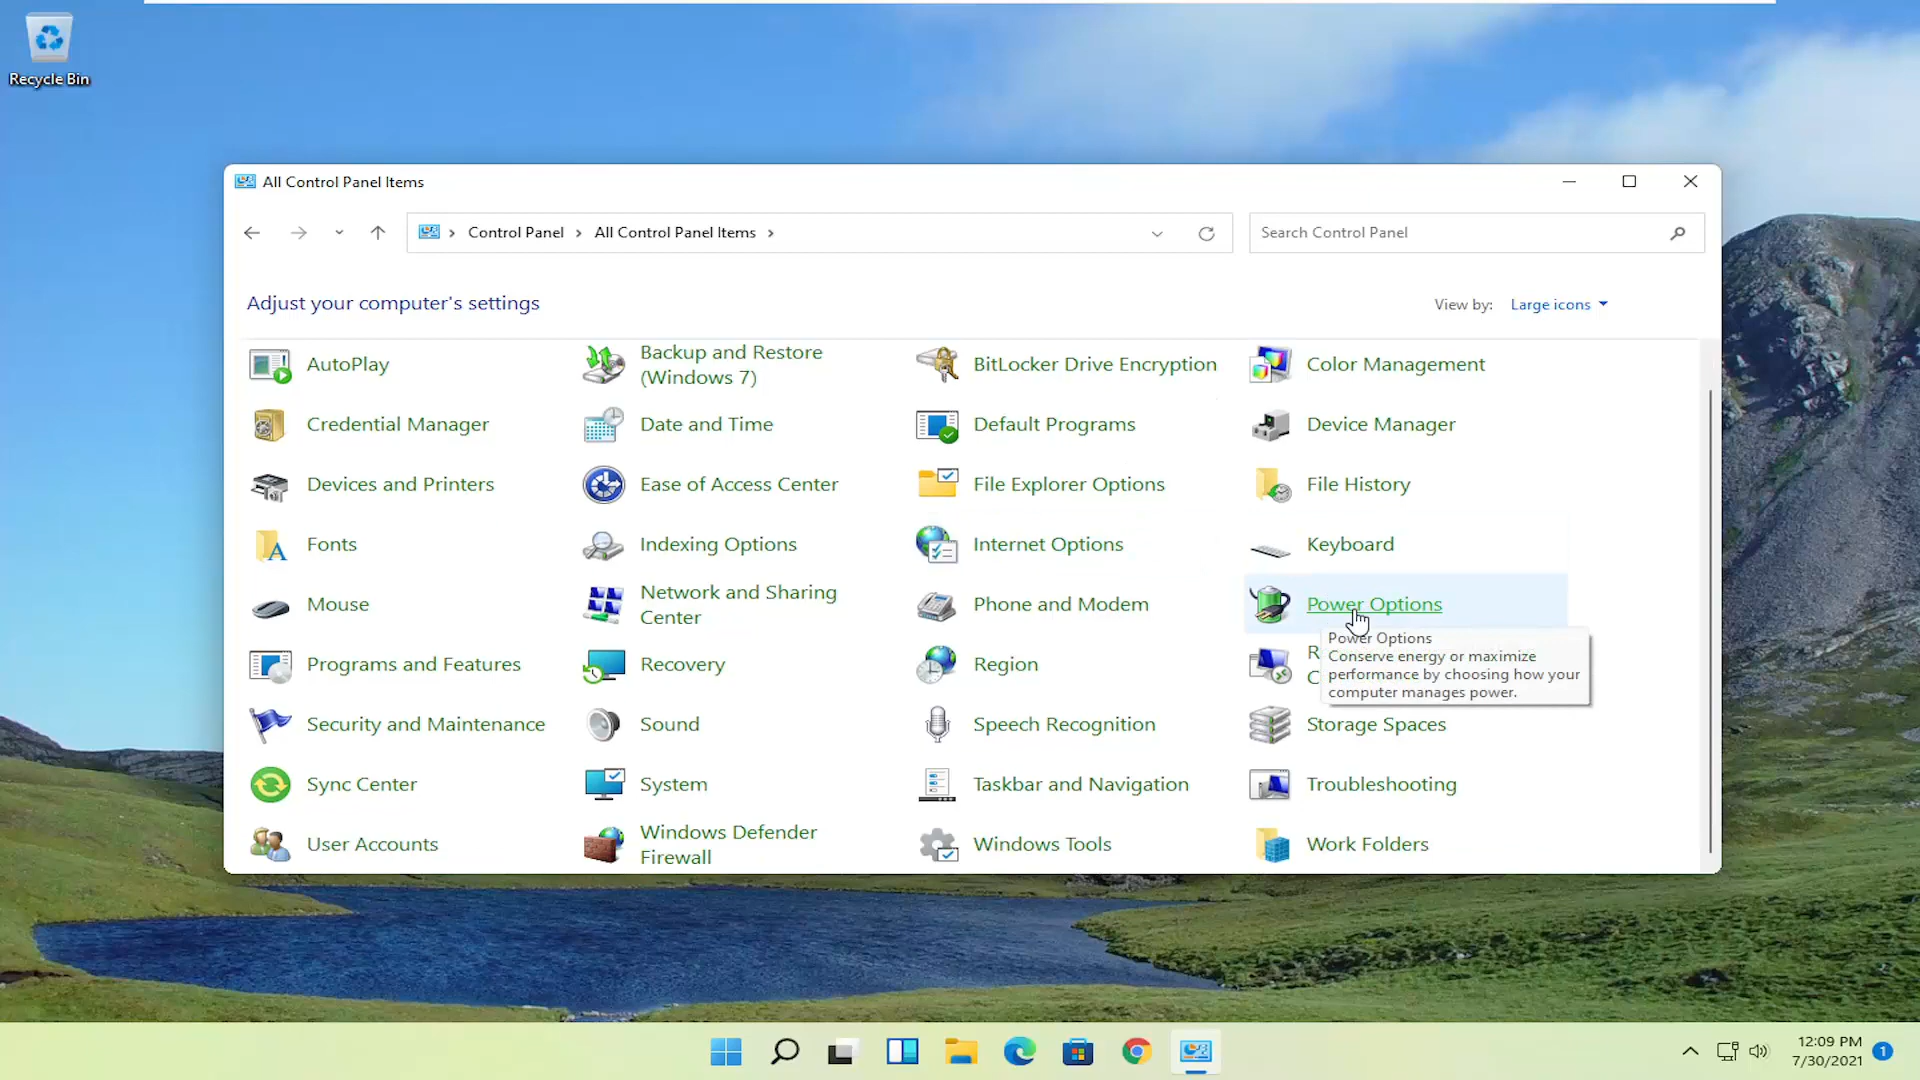 Recycle Bin
All Control Panel Items
Control Panel
All Control Panel Items
Search Control Panel
Adjust your computer's settings
View by:
Large icons
AutoPlay
Backup and Restore
(Windows 7)
BitLocker Drive Encryption
Color Management
Credential Manager
Date and Time
Default Programs
Device Manager
Devices and Printers
Ease of Access Center
File Explorer Options
File History
Fonts
Indexing Options
Internet Options
Keyboard
Mouse
Network and Sharing
Center
Phone and Modem
Power Options
Power Options
Conserve energy or maximize
performance by choosing how your
computer manages power.
Programs and Features
Recovery
Region
Security and Maintenance
Sound
Speech Recognition
Storage Spaces
Sync Center
System
Taskbar and Navigation
Troubleshooting
User Accounts
Windows Defender
Firewall
Windows Tools
Work Folders
12:09 PM
7/30/2021
1